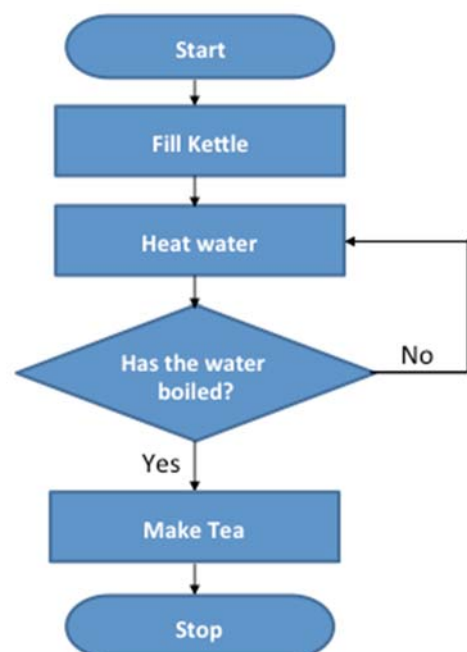 Start
Fill Kettle
Heat water
Has the water
boiled?
No
Yes
Make Tea
Stop